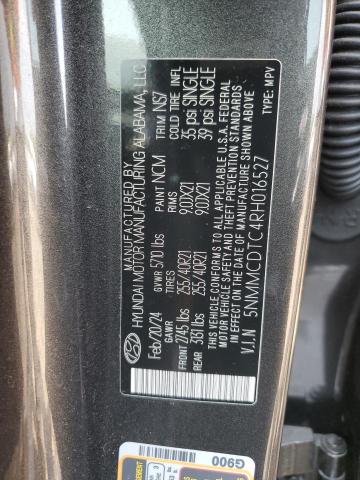 MANUFACTURED BY
HYUNDAI MOTOR MANUFACTURING ALABAMA, LLC
Feb/20/24 GVWR 5710 lbs PAINT NCM TRIM NS7
GAWR TIRES RIMS COLD TIRE INFL
FRONT 2745 lbs 255/40R21 9.0JX21 35 psi SINGLE
REAR 3131 lbs 255/40R21 9.0JX21 39 psi SINGLE
THIS VEHICLE CONFORMS TO ALL APPLICABLE U.S.A. FEDERAL
MOTOR VEHICLE SAFETY, BUMPER, AND THEFT PREVENTION STANDARDS
IN EFFECT ON THE DATE OF MANUFACTURE SHOWN ABOVE.
V.I.N 5NMMCDTC4RH016527 TYPE: MPV
G900